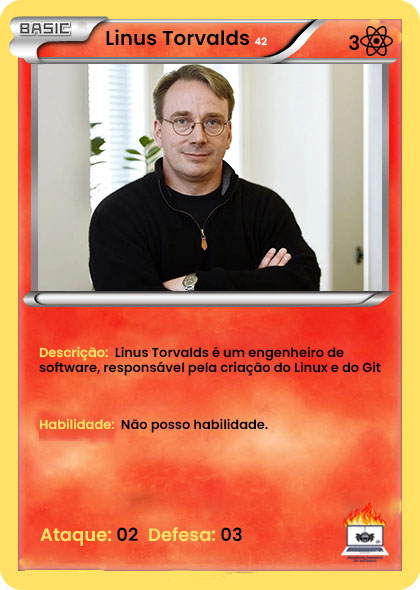 BASIC
Linus Torvalds 42
3
Descrição: Linus Torvalds é um engenheiro de
software, responsável pela criação do Linux e do Git
Habilidade: Não posso habilidade.
Ataque: 02 Defesa: 03